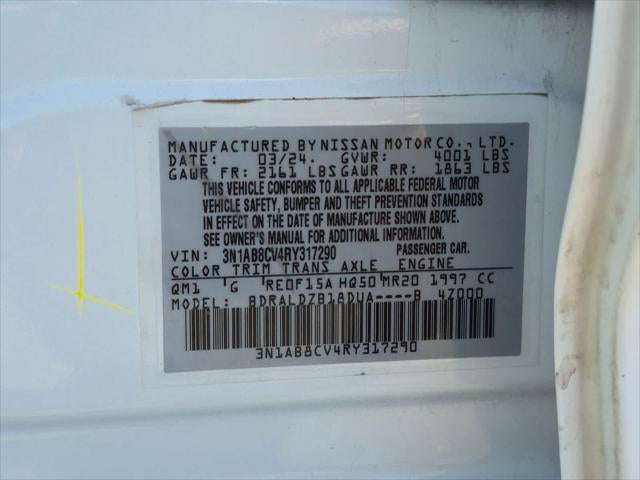 MANUFACTURED BY NISSAN MOTOR CO., LTD.
DATE: 03/24. GVWR: 4001 LBS
GAWR FR: 2161 LBS GAWR RR: 1863 LBS
THIS VEHICLE CONFORMS TO ALL APPLICABLE FEDERAL MOTOR
VEHICLE SAFETY, BUMPER AND THEFT PREVENTION STANDARDS
IN EFFECT ON THE DATE OF MANUFACTURE SHOWN ABOVE.
SEE OWNER'S MANUAL FOR ADDITIONAL INFORMATION.
VIN: 3N1AB8CV4RY317290 PASSENGER CAR.
COLOR TRIM TRANS AXLE ENGINE
QM1 G RE0F15A HQ50 MR20 1997 CC
MODEL: BDRALDZB18DUA----B 4Z000
3N1AB8CV4RY317290